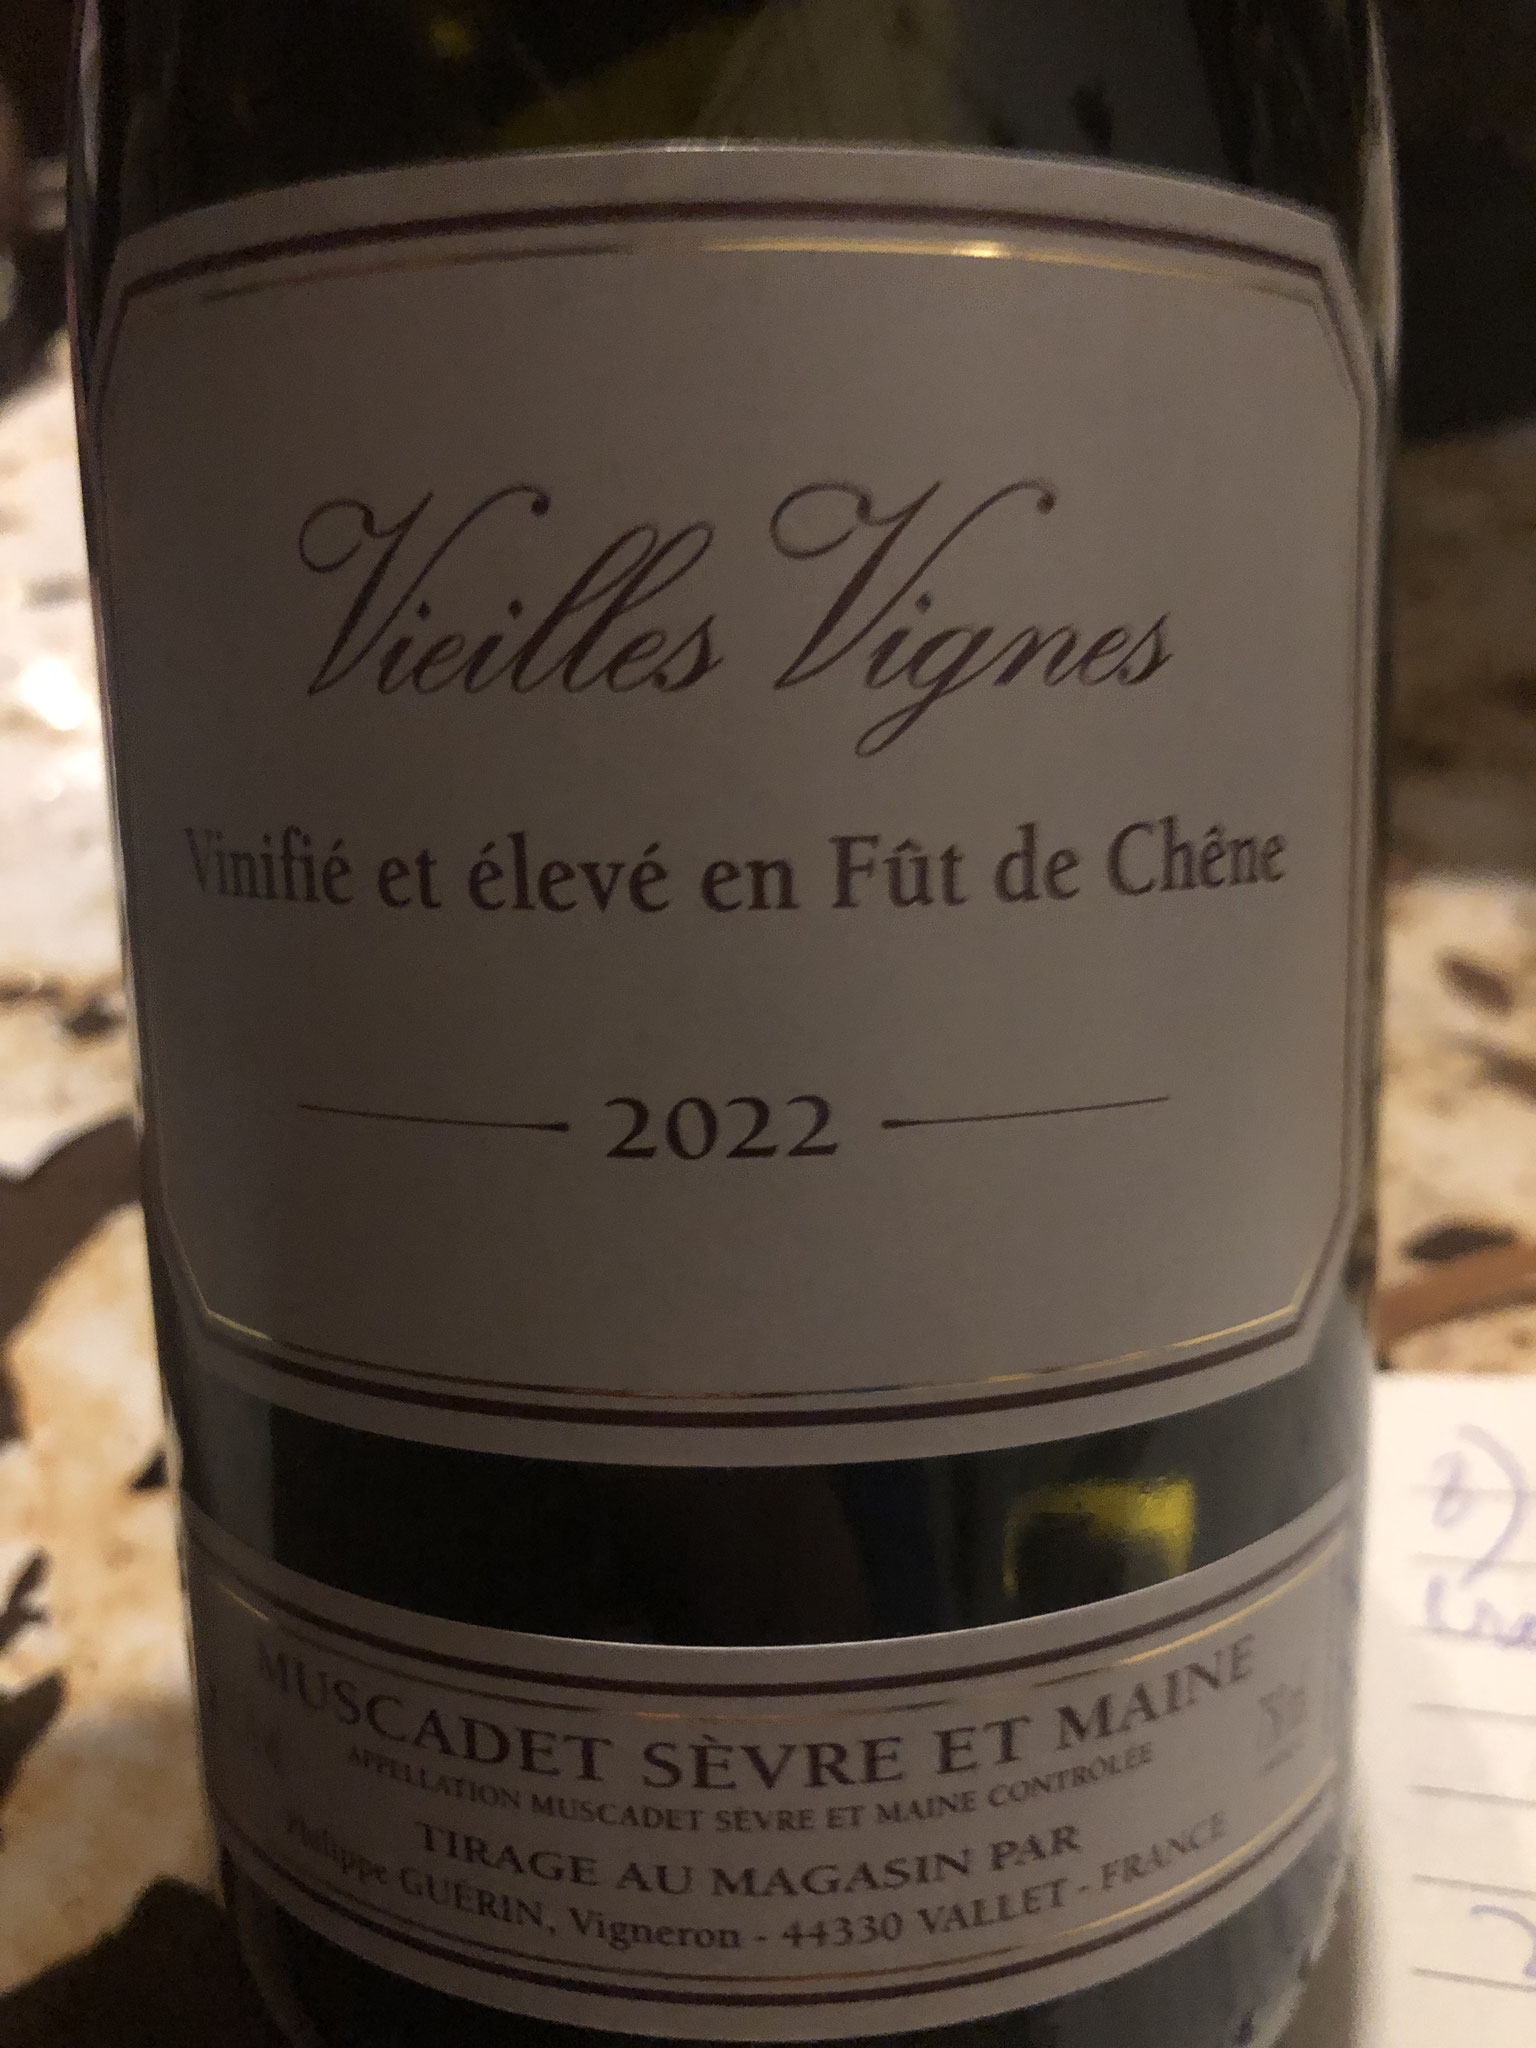 Vieilles Vignes
Vinifié et élevé en Fût de Chêne
2022
MUSCADET SÈVRE ET MAINE
APPELLATION MUSCADET SÈVRE ET MAINE CONTRÔLÉE
TIRAGE AU MAGASIN PAR
Philippe GUÉRIN, Vigneron - 44330 VALLET - FRANCE